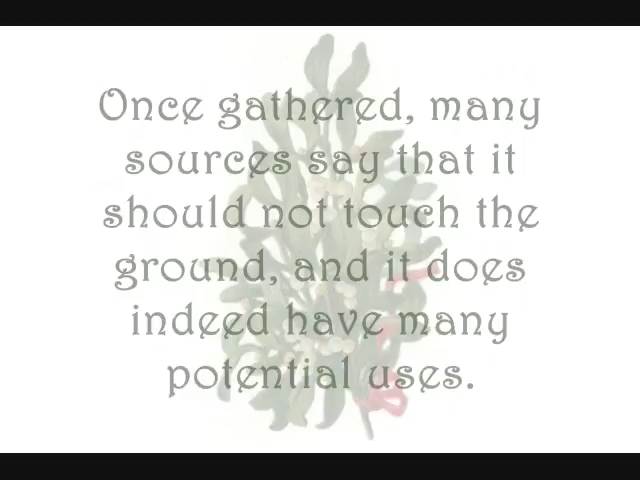 Once gathered, many
sources say that it
should not touch the
ground, and it does
indeed have many
potential uses.